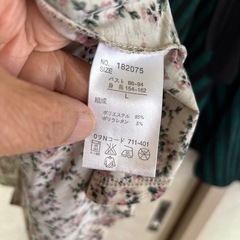 NO. 182075
SIZE
バスト 86-94
身長 154-162
L
組成
ポリエステル 95%
ポリウレタン 5%
0ヲNコード 711-401